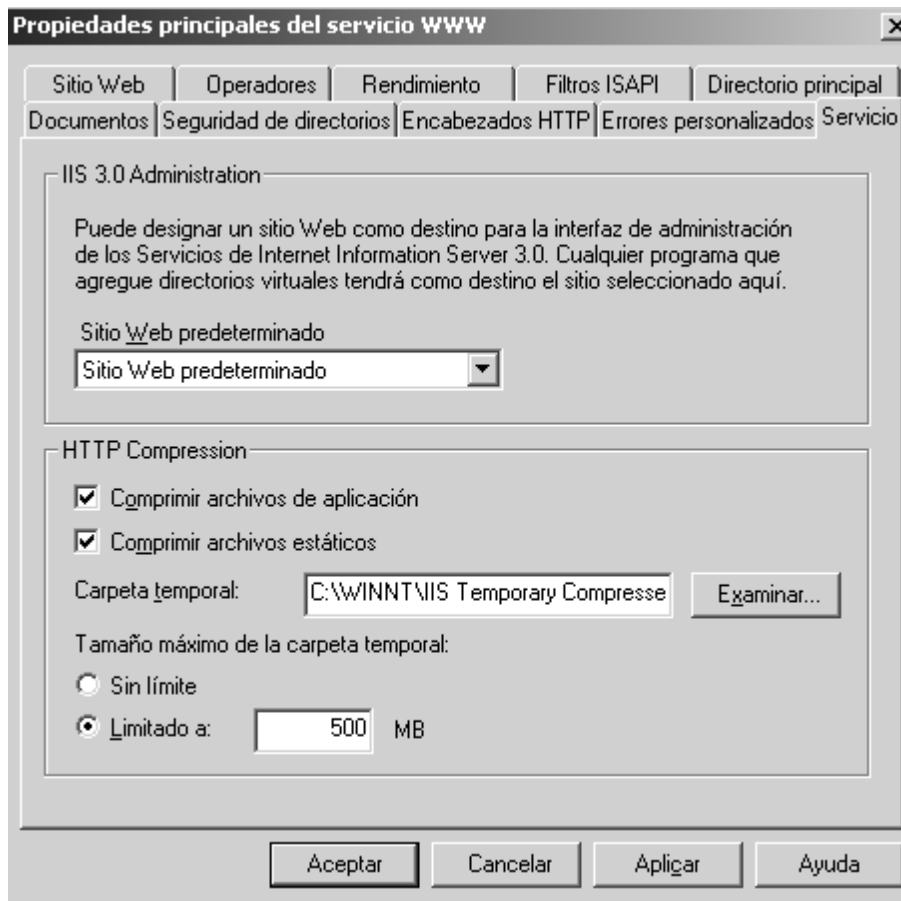 Propiedades principales del servicio WWW
Sitio Web Operadores Rendimiento Filtros ISAPI Directorio principal
Documentos Seguridad de directorios Encabezados HTTP Errores personalizados Servicio
IIS 3.0 Administration
Puede designar un sitio Web como destino para la interfaz de administración
de los Servicios de Internet Information Server 3.0. Cualquier programa que
agregue directorios virtuales tendrá como destino el sitio seleccionado aquí.
Sitio Web predeterminado
Sitio Web predeterminado
HTTP Compression
Comprimir archivos de aplicación
Comprimir archivos estáticos
Carpeta temporal: C:\WINNT\IIS Temporary Compresse Examinar...
Tamaño máximo de la carpeta temporal:
Sin límite
Limitado a: 500 MB
Aceptar Cancelar Aplicar Ayuda